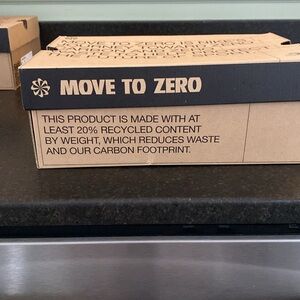 MOVE TO ZERO
THIS PRODUCT IS MADE WITH AT
LEAST 20% RECYCLED CONTENT
BY WEIGHT, WHICH REDUCES WASTE
AND OUR CARBON FOOTPRINT.